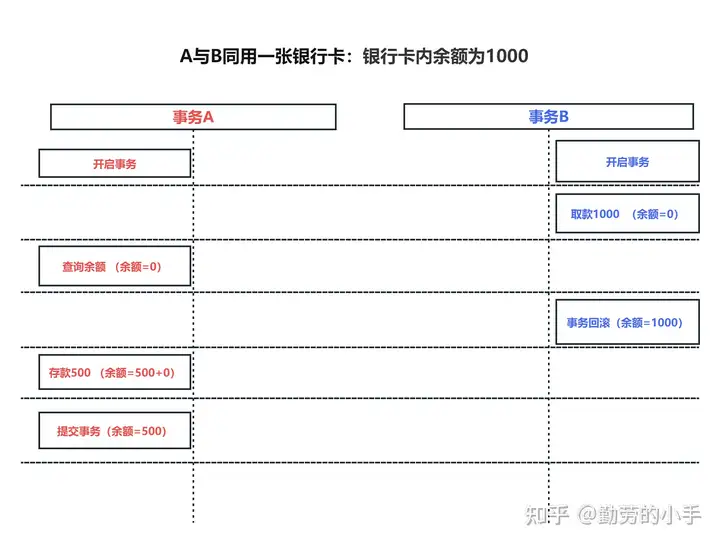 A与B同用一张银行卡：银行卡内余额为1000
事务A
事务B
开启事务
开启事务
取款1000 （余额=0）
查询余额 （余额=0）
事务回滚（余额=1000）
存款500 （余额=500+0）
提交事务（余额=500）
知乎 @勤劳的小手